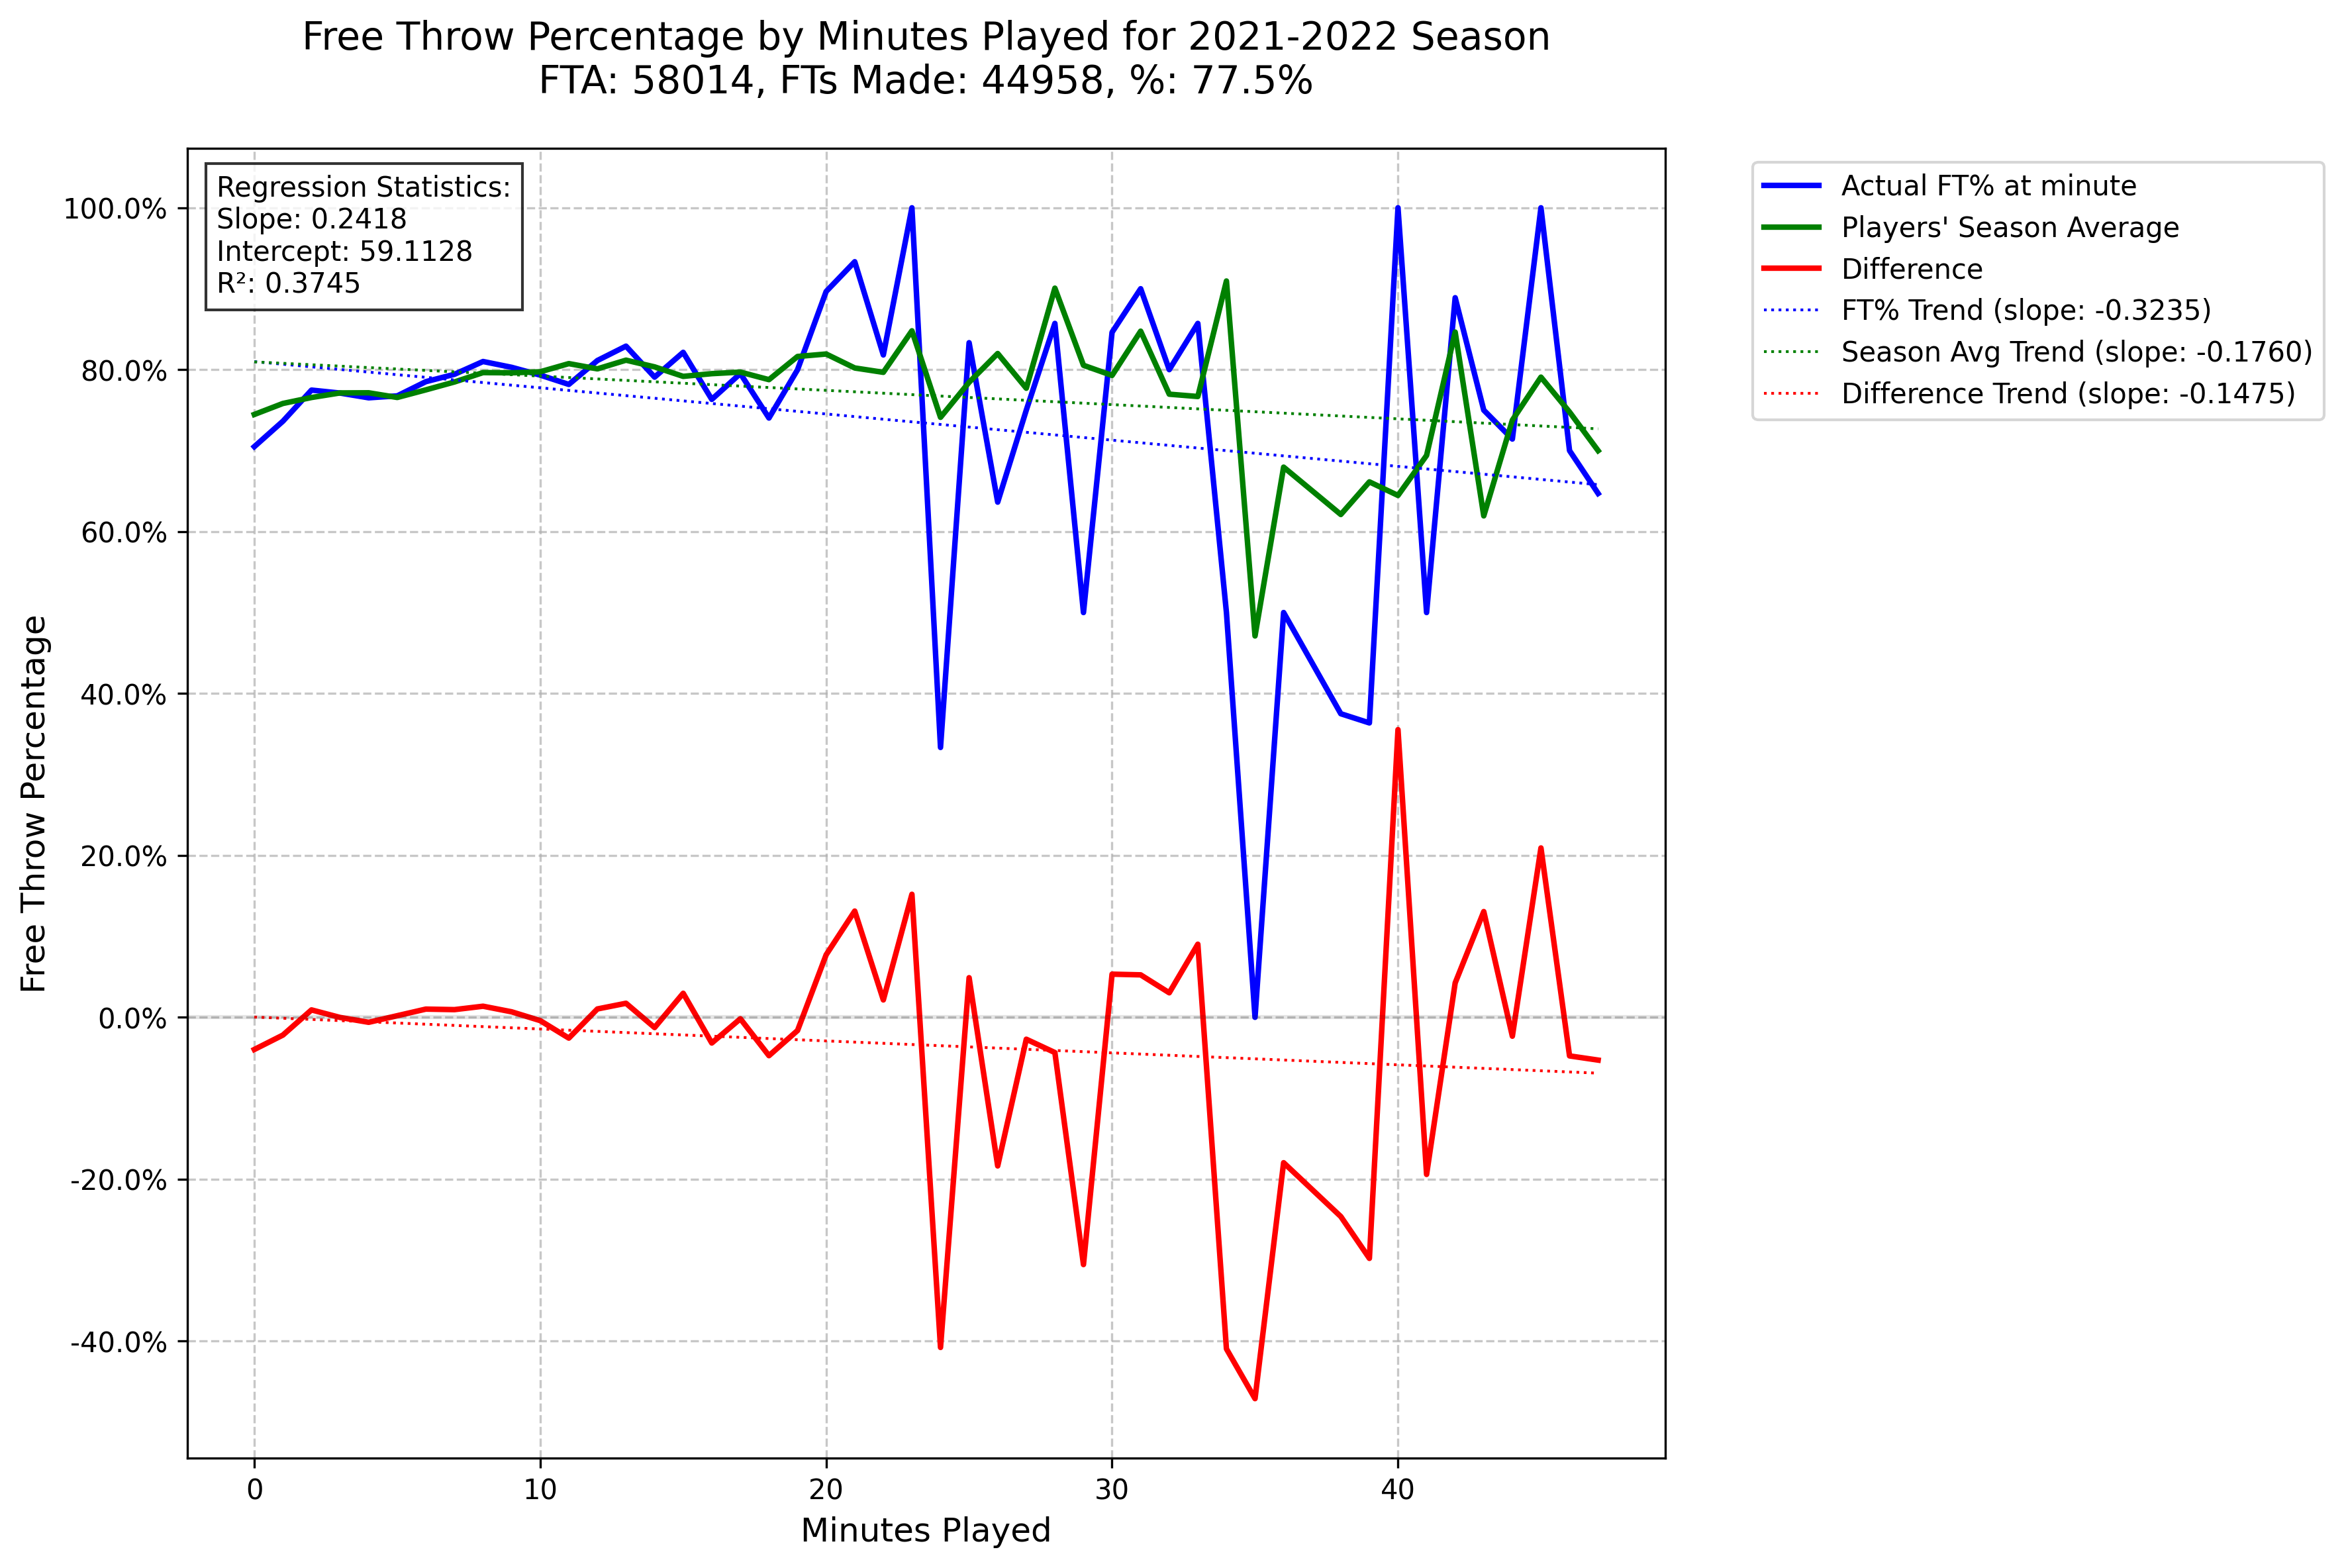 Free Throw Percentage by Minutes Played for 2021-2022 Season
FTA: 58014, FTs Made: 44958, %: 77.5%
Regression Statistics:
Slope: 0.2418
Intercept: 59.1128
R²: 0.3745
Actual FT% at minute
Players' Season Average
Difference
FT% Trend (slope: -0.3235)
Season Avg Trend (slope: -0.1760)
Difference Trend (slope: -0.1475)
Free Throw Percentage
100.0%
80.0%
60.0%
40.0%
20.0%
0.0%
-20.0%
-40.0%
0
10
20
30
40
Minutes Played